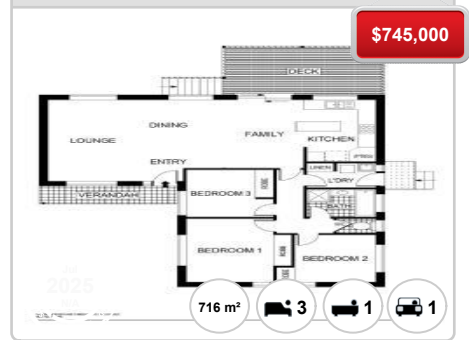 $745,000
DECK
DINING
LOUNGE
FAMILY
KITCHEN
ENTRY
LINEN
L'DRY
VERANDAH
BEDROOM 3
BATH
BEDROOM 1
BEDROOM 2
2025
716 m²
3
1
1